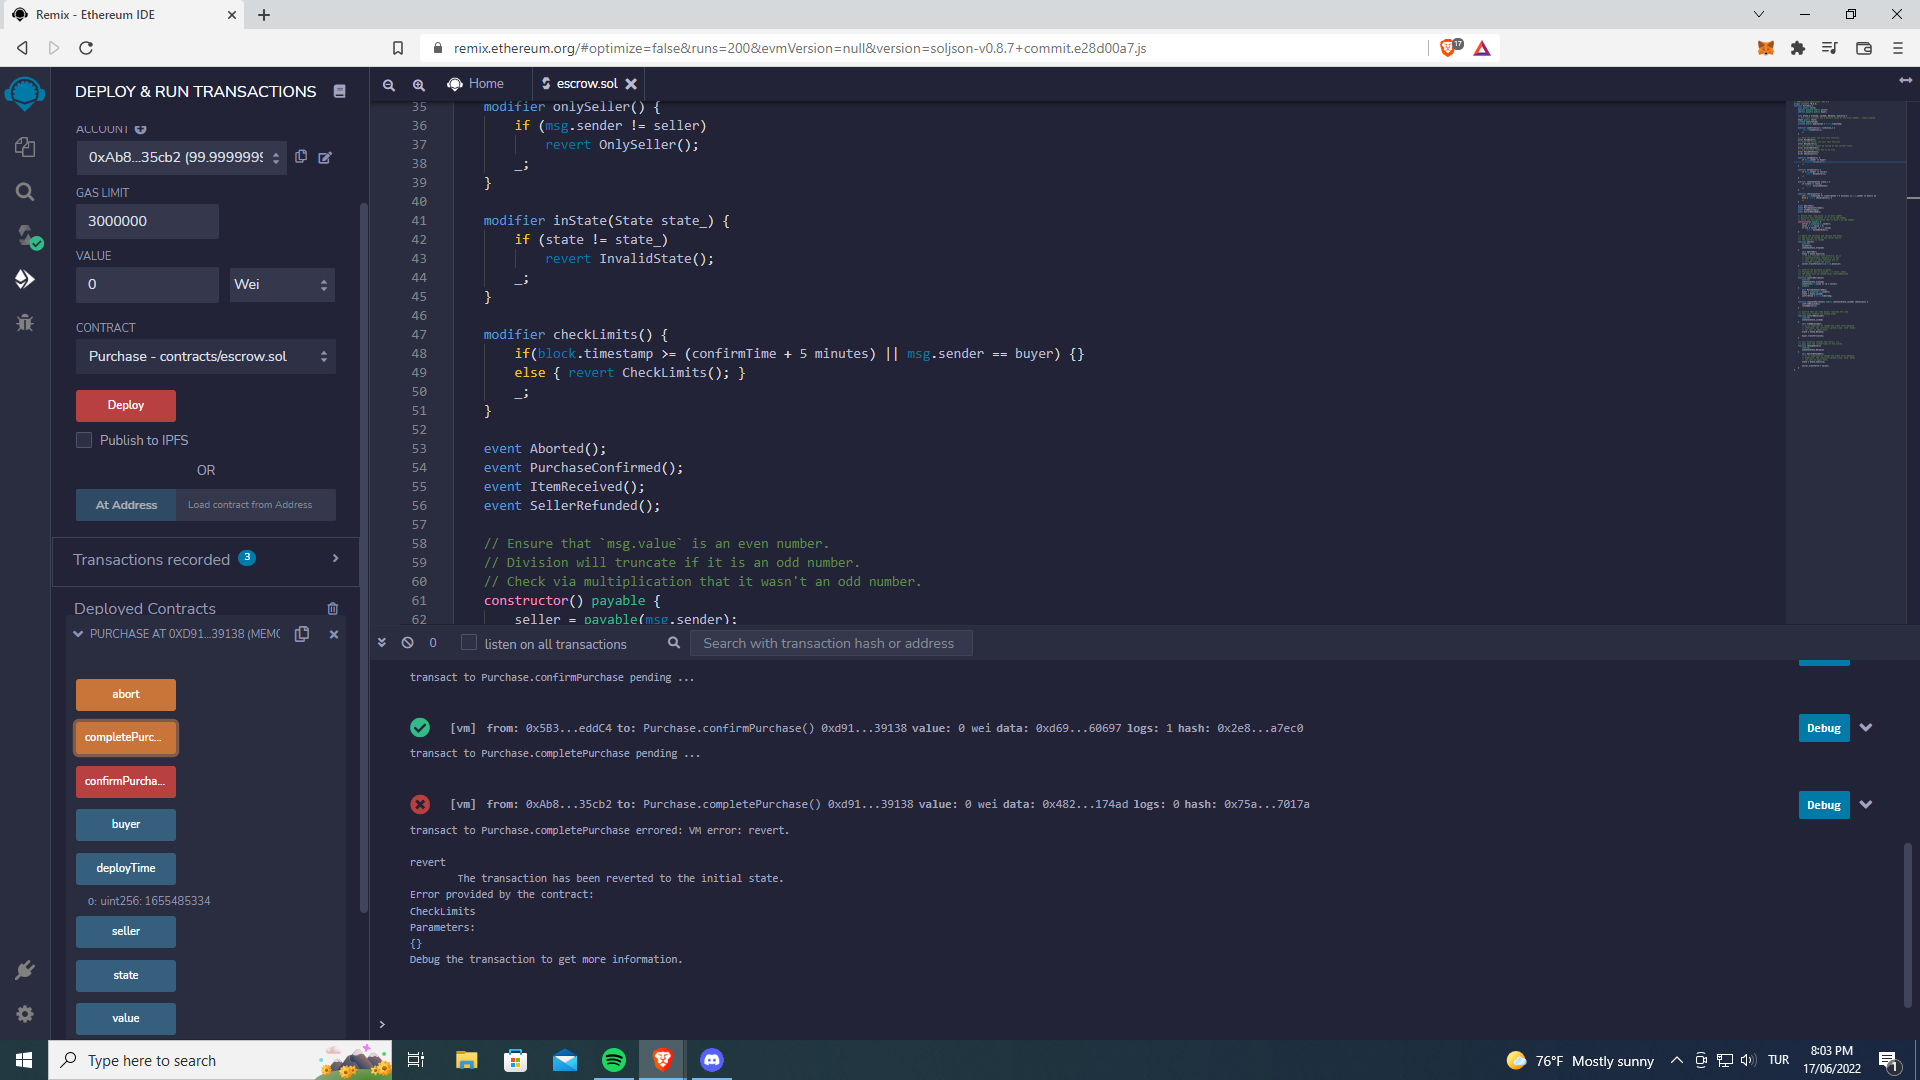 Remix - Ethereum IDE
remix.ethereum.org/#optimize=false&runs=200&evmVersion=null&version=soljson-v0.8.7+commit.e28d00a7.js
17
DEPLOY & RUN TRANSACTIONS
ACCOUNT
0xAb8...35cb2 (99.9999999
GAS LIMIT
3000000
VALUE
0
Wei
CONTRACT
Purchase - contracts/escrow.sol
Deploy
Publish to IPFS
OR
At Address
Load contract from Address
Transactions recorded 3
Deployed Contracts
PURCHASE AT 0XD91...39138 (MEMO
abort
completePurc...
confirmPurcha...
buyer
deployTime
0: uint256: 1655485334
seller
state
value
Home
escrow.sol
35 modifier onlySeller() {
36 if (msg.sender != seller)
37 revert OnlySeller();
38 _;
39 }
40
41 modifier inState(State state_) {
42 if (state != state_)
43 revert InvalidState();
44 _;
45 }
46
47 modifier checkLimits() {
48 if(block.timestamp >= (confirmTime + 5 minutes) || msg.sender == buyer) {}
49 else { revert CheckLimits(); }
50 _;
51 }
52
53 event Aborted();
54 event PurchaseConfirmed();
55 event ItemReceived();
56 event SellerRefunded();
57
58 // Ensure that `msg.value` is an even number.
59 // Division will truncate if it is an odd number.
60 // Check via multiplication that it wasn't an odd number.
61 constructor() payable {
62 seller = payable(msg.sender);
0
listen on all transactions
Search with transaction hash or address
transact to Purchase.confirmPurchase pending ...
[vm] from: 0x5B3...eddC4 to: Purchase.confirmPurchase() 0xd91...39138 value: 0 wei data: 0xd69...60697 logs: 1 hash: 0x2e8...a7ec0
Debug
transact to Purchase.completePurchase pending ...
[vm] from: 0xAb8...35cb2 to: Purchase.completePurchase() 0xd91...39138 value: 0 wei data: 0x482...174ad logs: 0 hash: 0x75a...7017a
Debug
transact to Purchase.completePurchase errored: VM error: revert.
revert
The transaction has been reverted to the initial state.
Error provided by the contract:
CheckLimits
Parameters:
{}
Debug the transaction to get more information.
>
Type here to search
76°F Mostly sunny
TUR
8:03 PM
17/06/2022
1